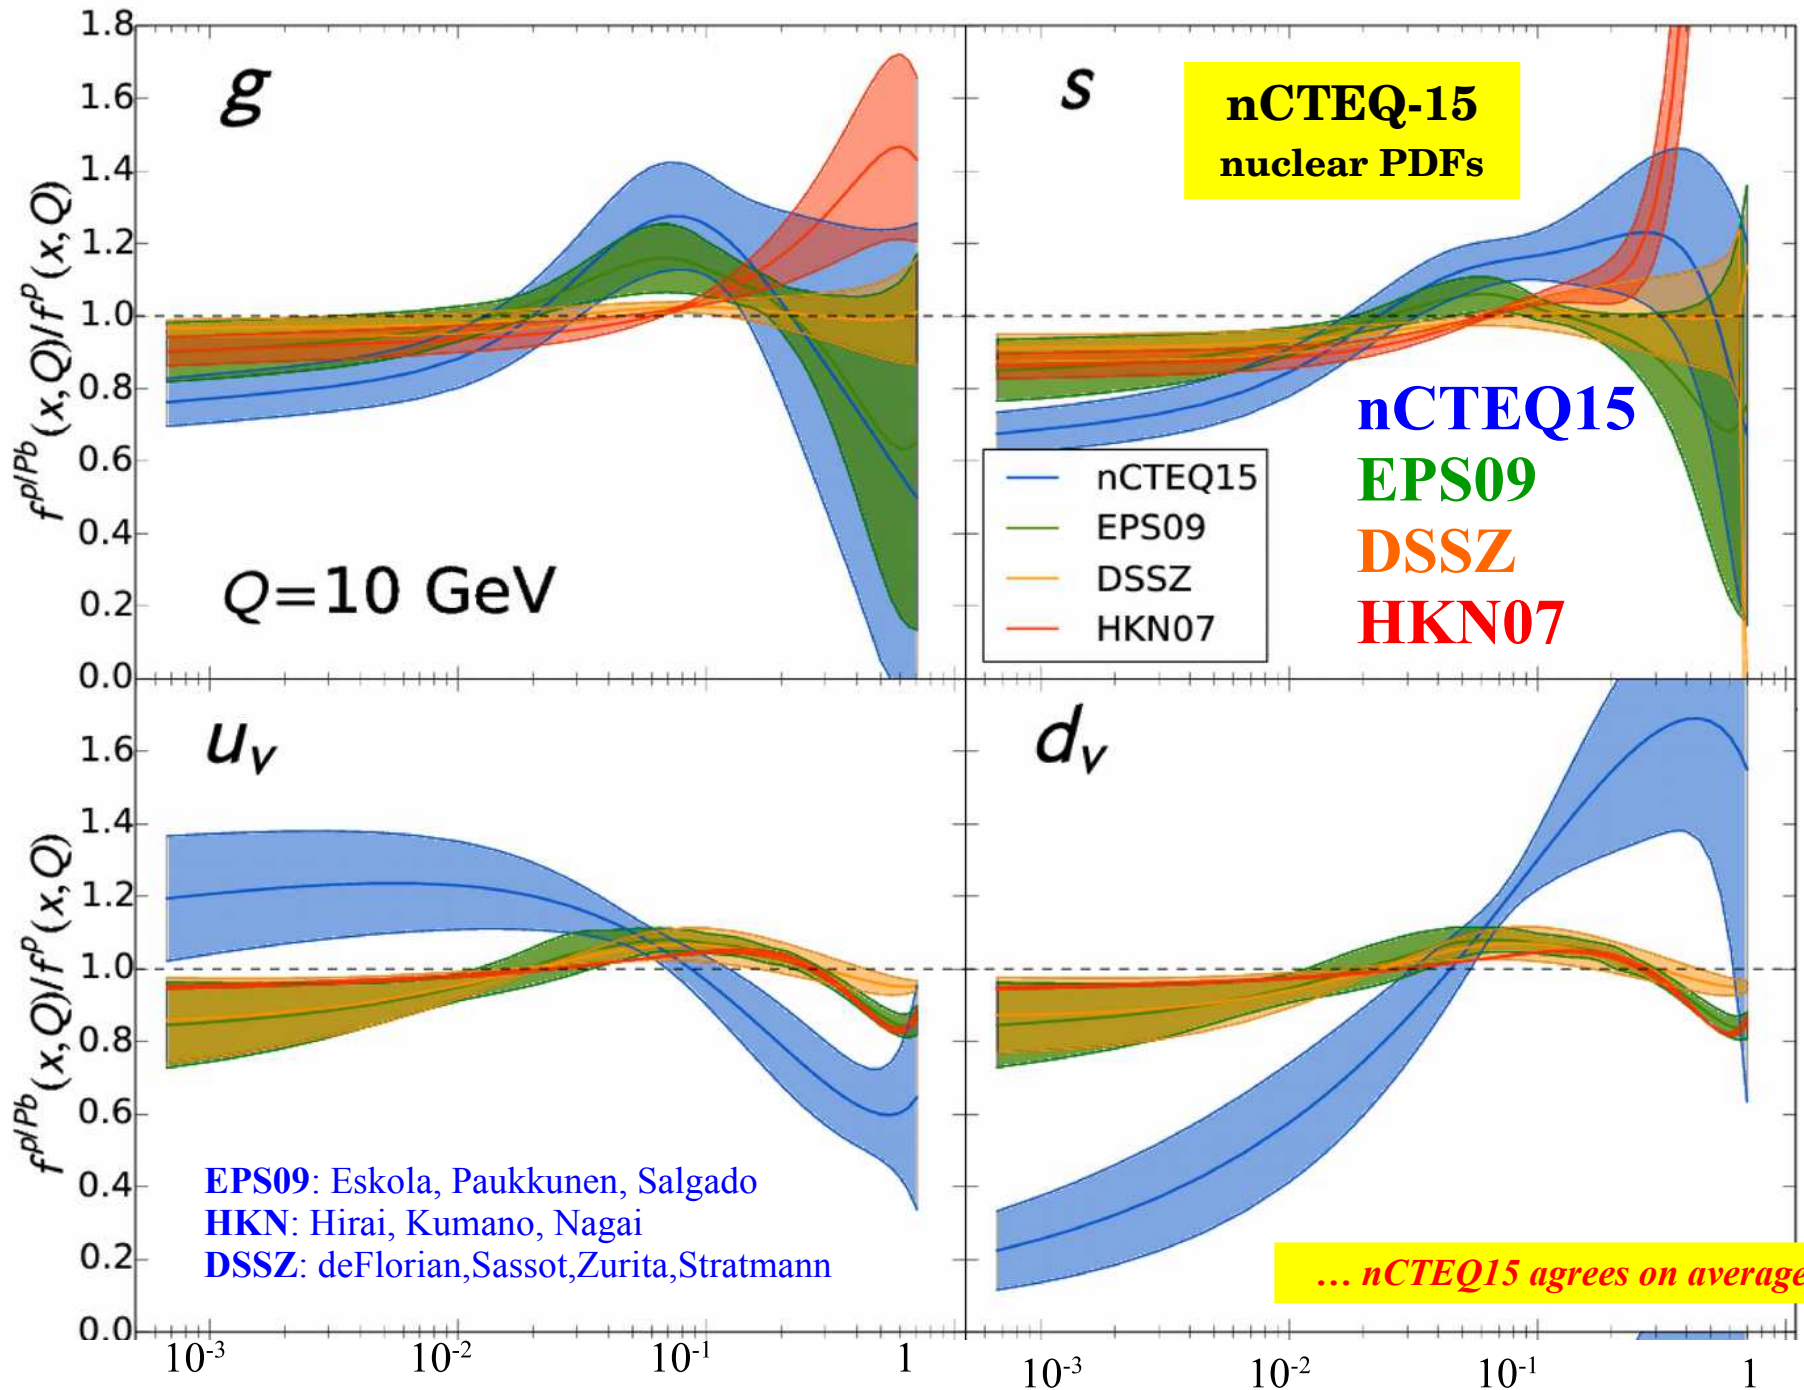 1.8
1.6
1.4
1.2
1.0
0.8
0.6
0.4
0.2
0.0
f^{p/Pb}(x,Q)/f^p(x,Q)
g
Q=10 GeV
s
nCTEQ-15
nuclear PDFs
nCTEQ15
EPS09
DSSZ
HKN07
nCTEQ15
EPS09
DSSZ
HKN07
1.6
1.4
1.2
1.0
0.8
0.6
0.4
0.2
0.0
f^{p/Pb}(x,Q)/f^p(x,Q)
u_v
EPS09: Eskola, Paukkunen, Salgado
HKN: Hirai, Kumano, Nagai
DSSZ: deFlorian,Sassot,Zurita,Stratmann
d_v
... nCTEQ15 agrees on average
10^-3 10^-2 10^-1 1
10^-3 10^-2 10^-1 1